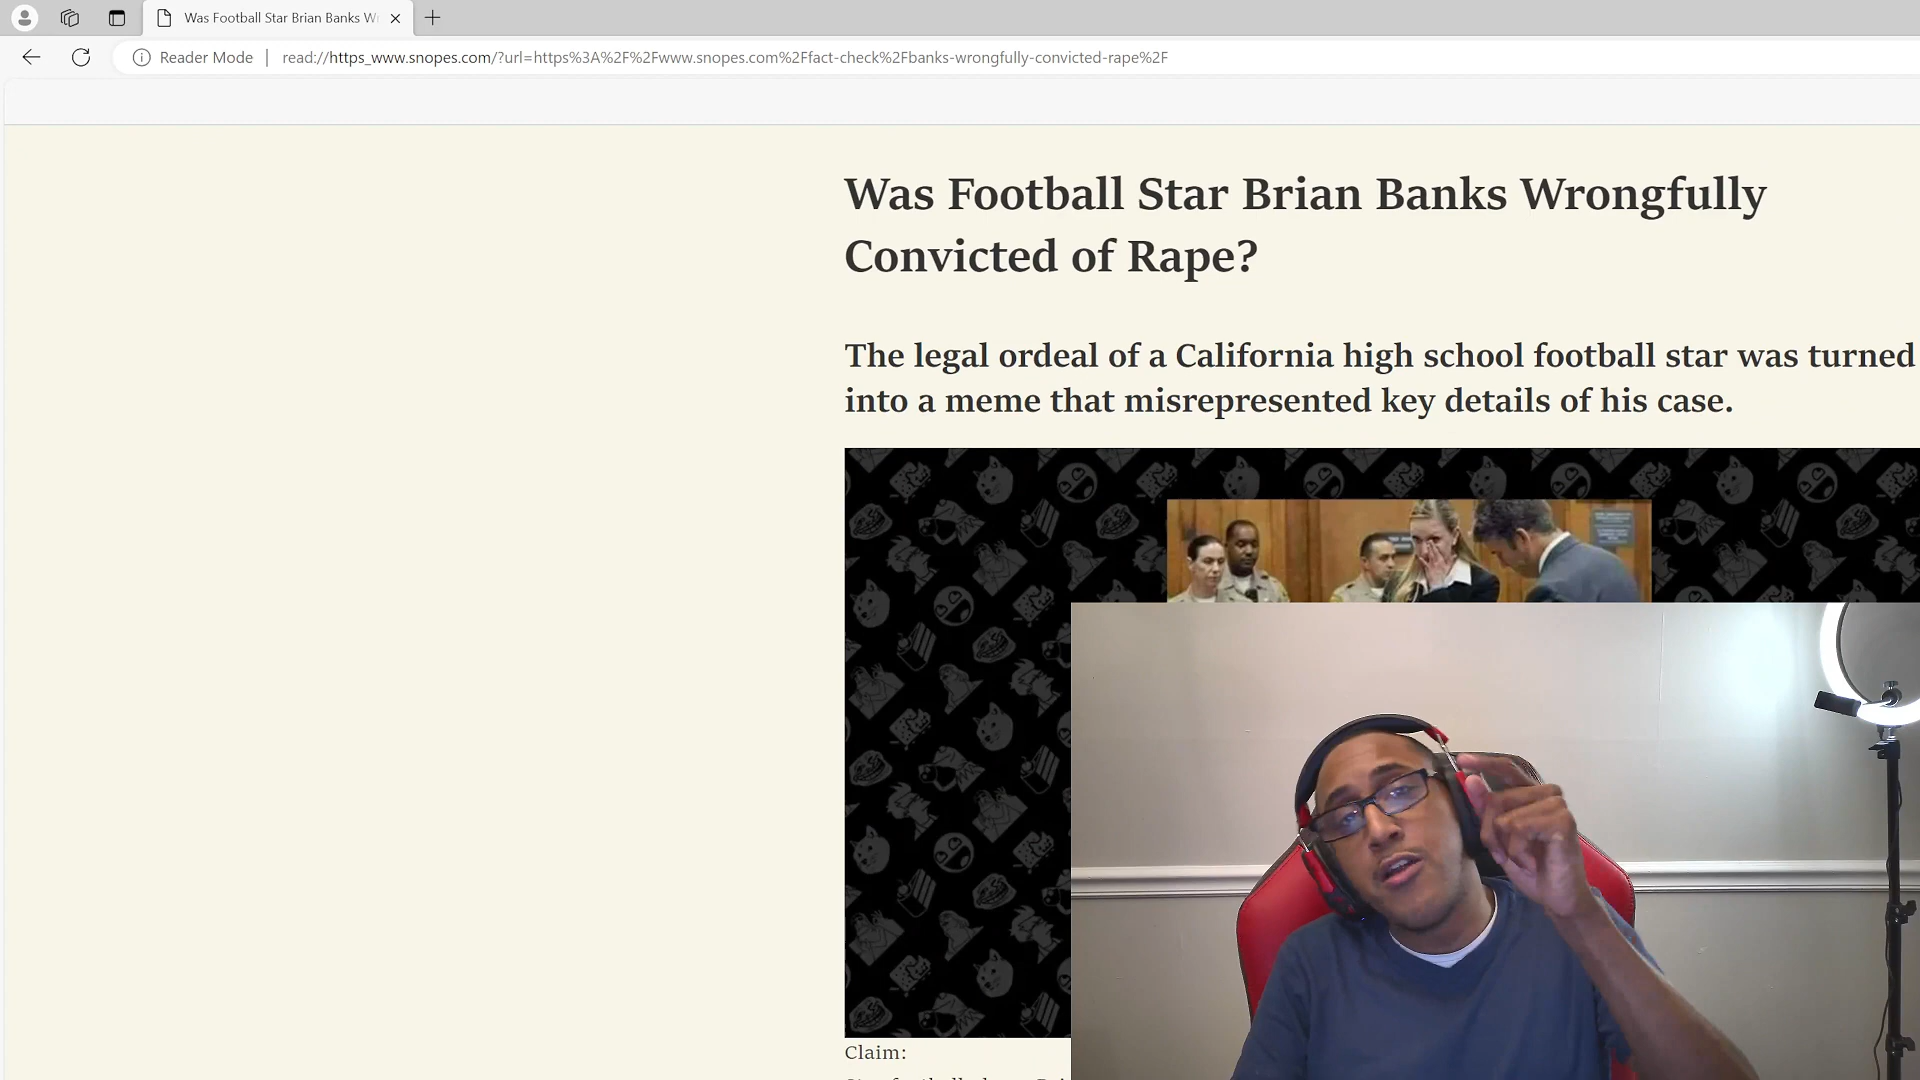 Was Football Star Brian Banks W
Reader Mode | read://https_www.snopes.com/?url=https%3A%2F%2Fwww.snopes.com%2Ffact-check%2Fbanks-wrongfully-convicted-rape%2F
Was Football Star Brian Banks Wrongfully
Convicted of Rape?
The legal ordeal of a California high school football star was turned
into a meme that misrepresented key details of his case.
Claim: